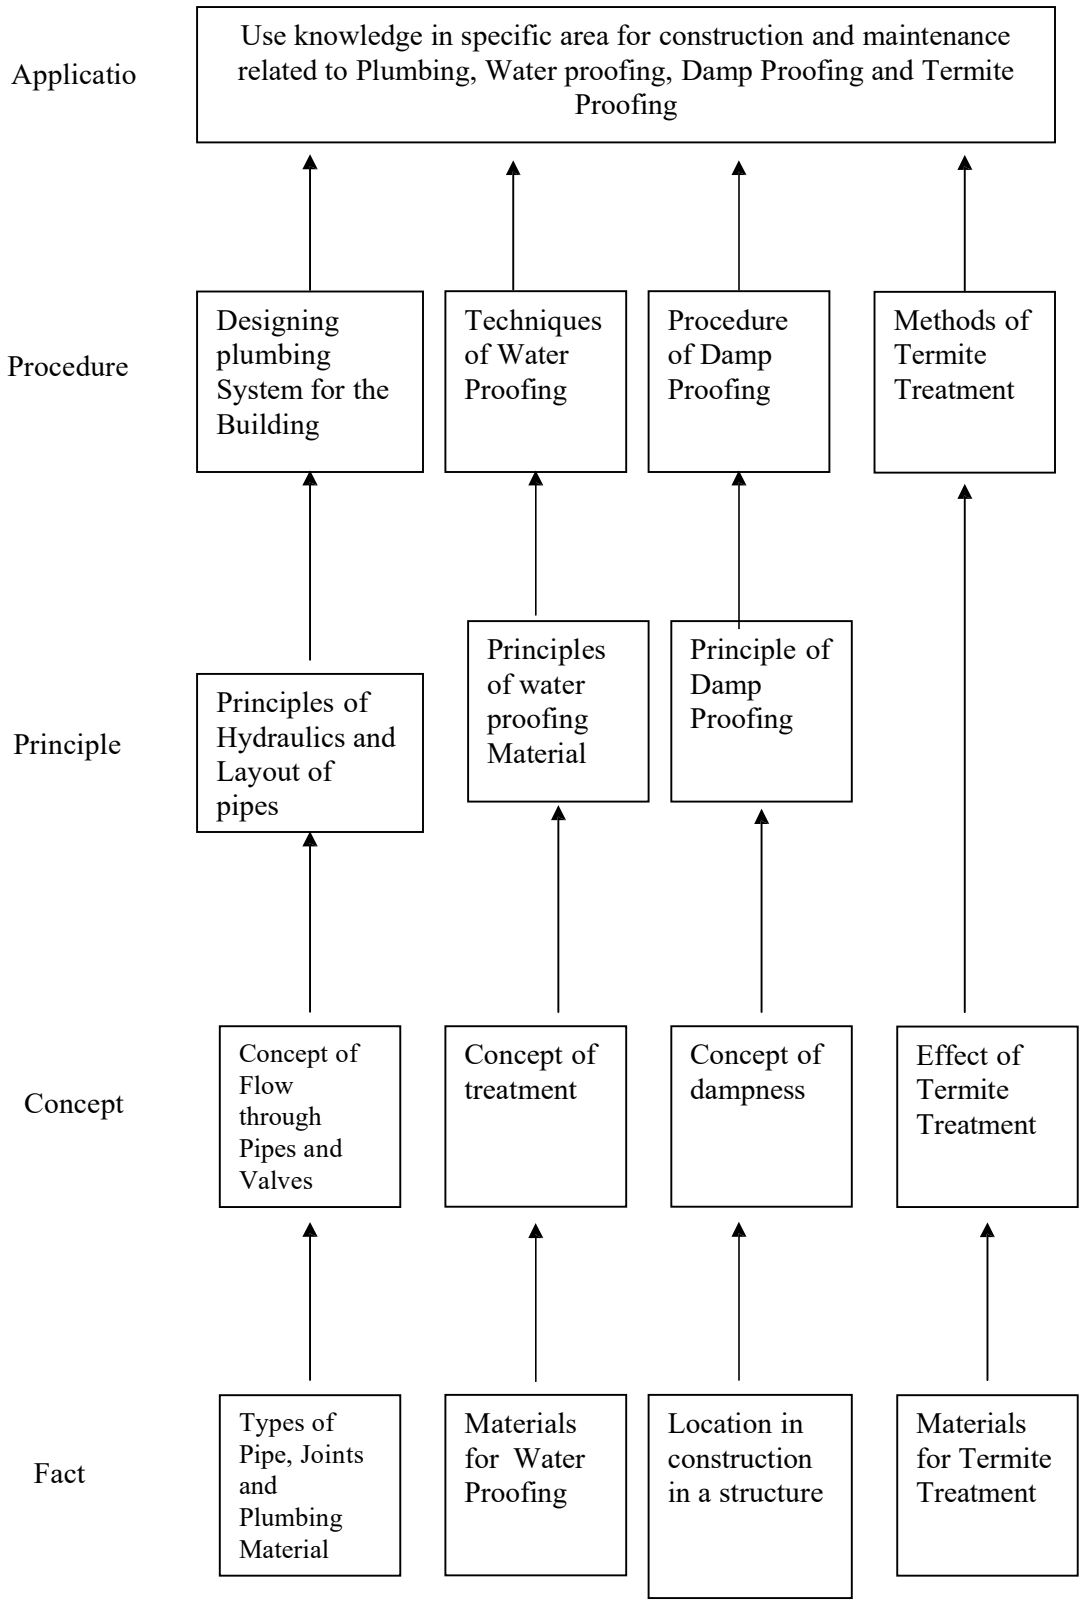 Applicatio
Use knowledge in specific area for construction and maintenance
related to Plumbing, Water proofing, Damp Proofing and Termite
Proofing
Procedure
Designing
plumbing
System for the
Building
Techniques
of Water
Proofing
Procedure
of Damp
Proofing
Methods of
Termite
Treatment
Principle
Principles of
Hydraulics and
Layout of
pipes
Principles
of water
proofing
Material
Principle of
Damp
Proofing
Concept
Concept of
Flow
through
Pipes and
Valves
Concept of
treatment
Concept of
dampness
Effect of
Termite
Treatment
Fact
Types of
Pipe, Joints
and
Plumbing
Material
Materials
for Water
Proofing
Location in
construction
in a structure
Materials
for Termite
Treatment